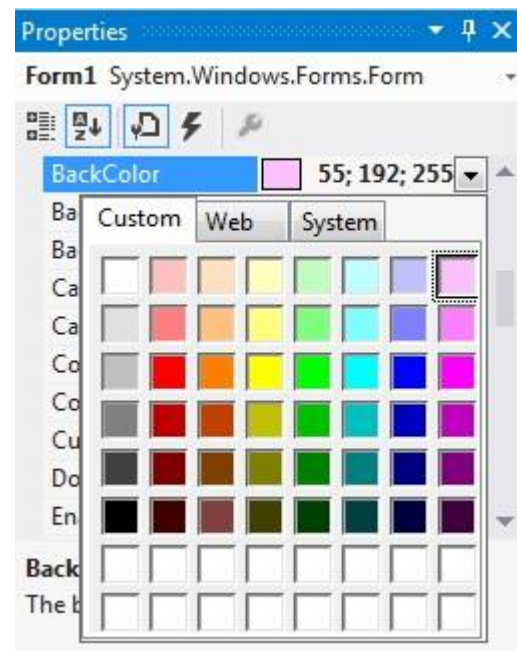 Properties
Form1 System.Windows.Forms.Form
BackColor 55; 192; 255
Ba Custom Web System
Ba
Ca
Ca
Co
Co
Cu
Do
En
Back
The b